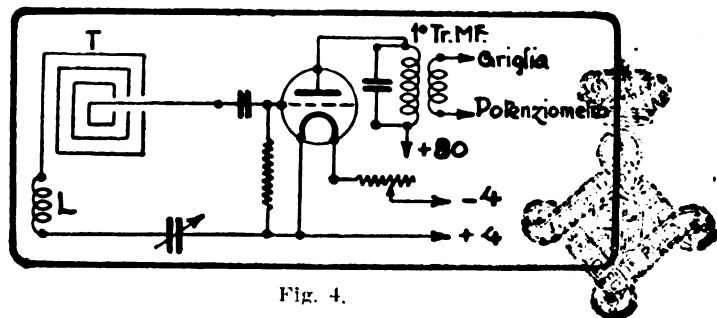 T
1° Tr. MF.
Griglia
Potenziometro
+80
L
-4
+4
Fig. 4.